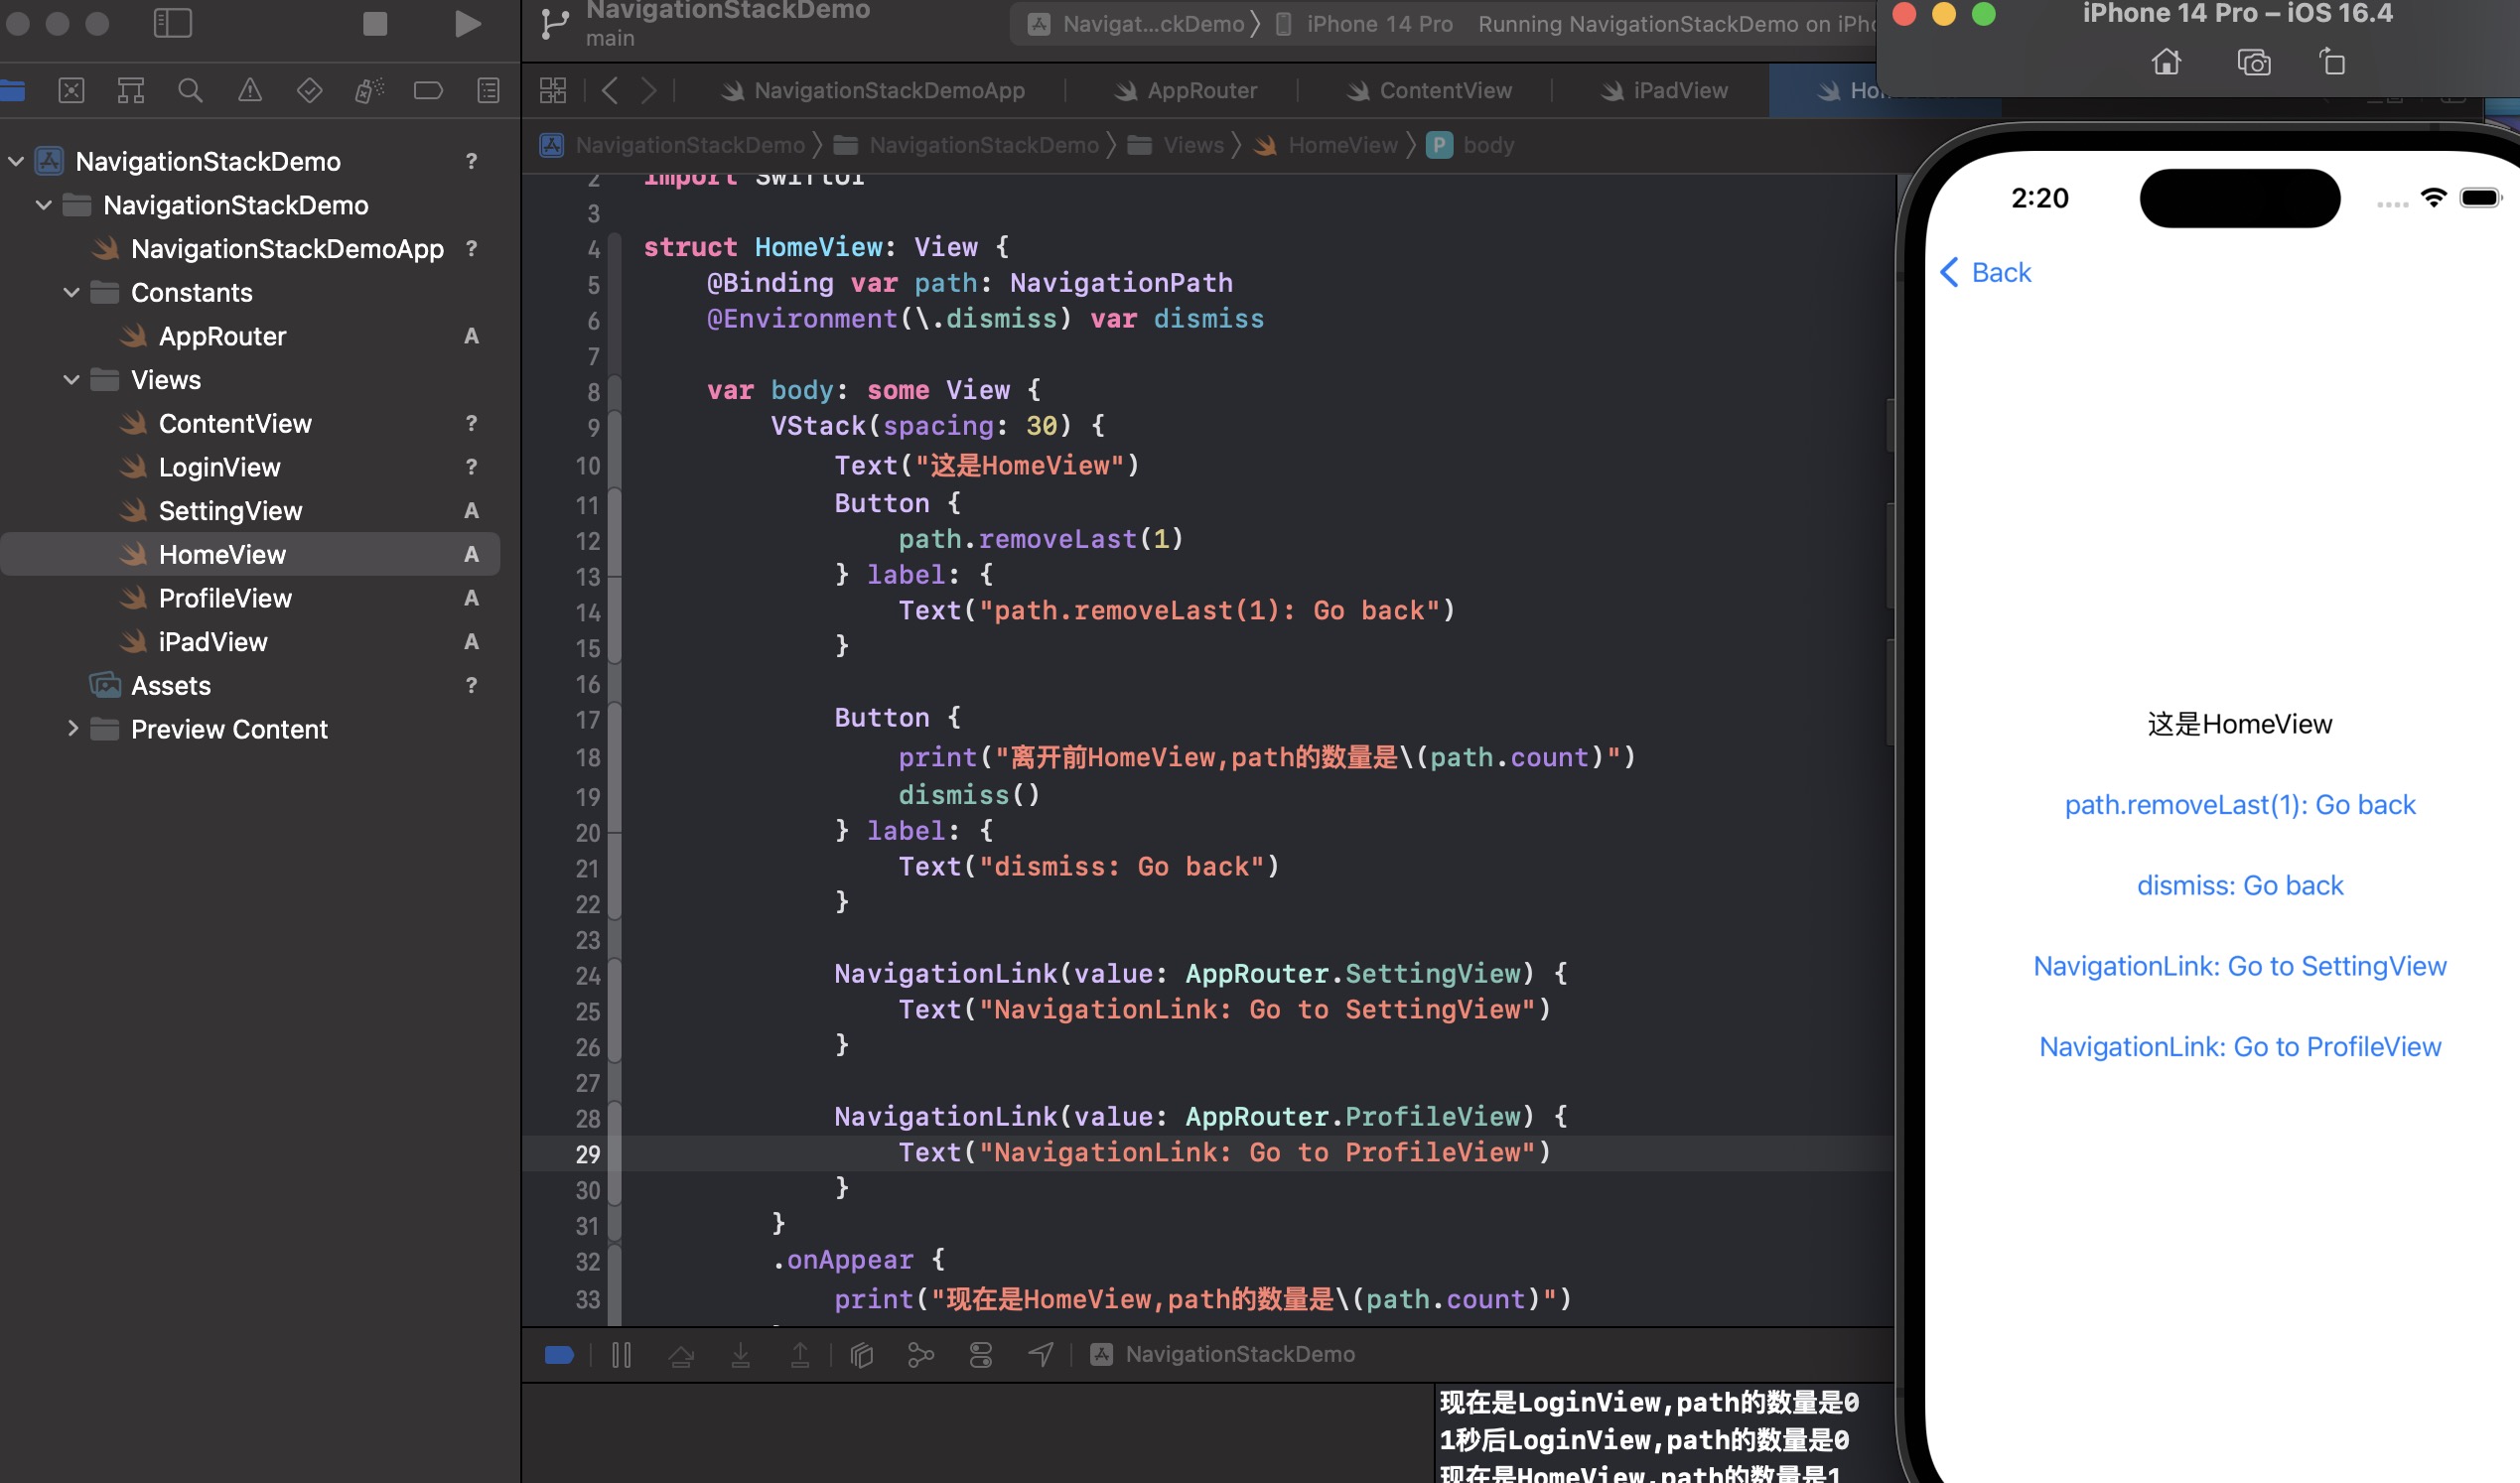 NavigationStackDemo
main
Navigat...ckDemo
iPhone 14 Pro
Running NavigationStackDemo on iPho
iPhone 14 Pro – iOS 16.4
NavigationStackDemoApp
AppRouter
ContentView
iPadView
NavigationStackDemo
NavigationStackDemo
Views
HomeView
P body
NavigationStackDemo ?
NavigationStackDemo
NavigationStackDemoApp ?
Constants
AppRouter A
Views
ContentView ?
LoginView ?
SettingView A
HomeView A
ProfileView A
iPadView A
Assets ?
Preview Content
2 import SwiftUI
3
4 struct HomeView: View {
5 @Binding var path: NavigationPath
6 @Environment(\.dismiss) var dismiss
7
8 var body: some View {
9 VStack(spacing: 30) {
10 Text("这是HomeView")
11 Button {
12 path.removeLast(1)
13 } label: {
14 Text("path.removeLast(1): Go back")
15 }
16
17 Button {
18 print("离开前HomeView,path的数量是\(path.count)")
19 dismiss()
20 } label: {
21 Text("dismiss: Go back")
22 }
23
24 NavigationLink(value: AppRouter.SettingView) {
25 Text("NavigationLink: Go to SettingView")
26 }
27
28 NavigationLink(value: AppRouter.ProfileView) {
29 Text("NavigationLink: Go to ProfileView")
30 }
31 }
32 .onAppear {
33 print("现在是HomeView,path的数量是\(path.count)")
NavigationStackDemo
现在是LoginView,path的数量是0
1秒后LoginView,path的数量是0
现在是HomeView,path的数量是1
2:20
Back
这是HomeView
path.removeLast(1): Go back
dismiss: Go back
NavigationLink: Go to SettingView
NavigationLink: Go to ProfileView